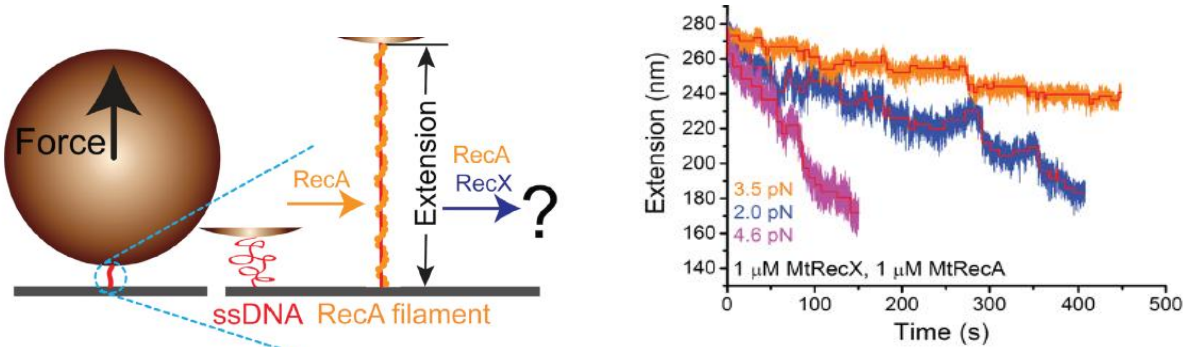 Force
RecA
ssDNA
RecA filament
Extension
RecA
RecX
?
Extension (nm)
280
260
240
220
200
180
160
140
3.5 pN
2.0 pN
4.6 pN
1 μM MtRecX, 1 μM MtRecA
0 100 200 300 400 500
Time (s)